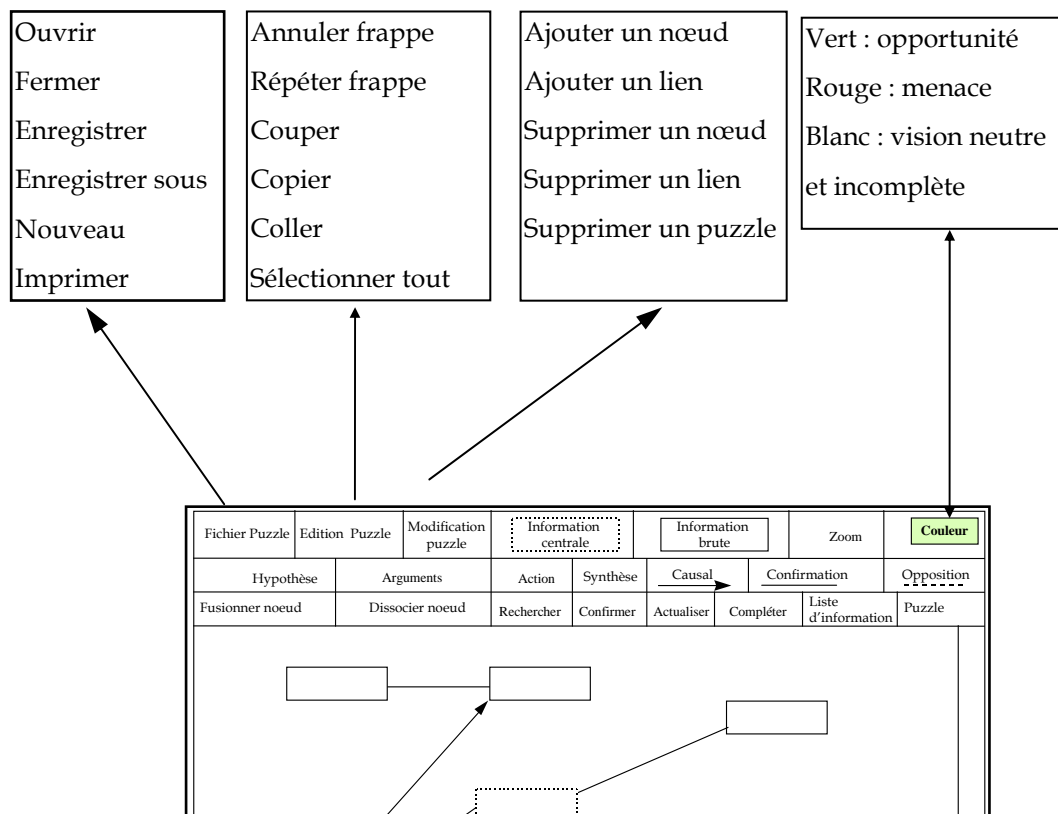 Ouvrir
Fermer
Enregistrer
Enregistrer sous
Nouveau
Imprimer
Annuler frappe
Répéter frappe
Couper
Copier
Coller
Sélectionner tout
Ajouter un nœud
Ajouter un lien
Supprimer un nœud
Supprimer un lien
Supprimer un puzzle
Vert : opportunité
Rouge : menace
Blanc : vision neutre
et incomplète
Fichier Puzzle
Edition Puzzle
Modification
puzzle
Information
centrale
Information
brute
Zoom
Couleur
Hypothèse
Arguments
Action
Synthèse
Causal
Confirmation
Opposition
Fusionner noeud
Dissocier noeud
Rechercher
Confirmer
Actualiser
Compléter
Liste
d'information
Puzzle